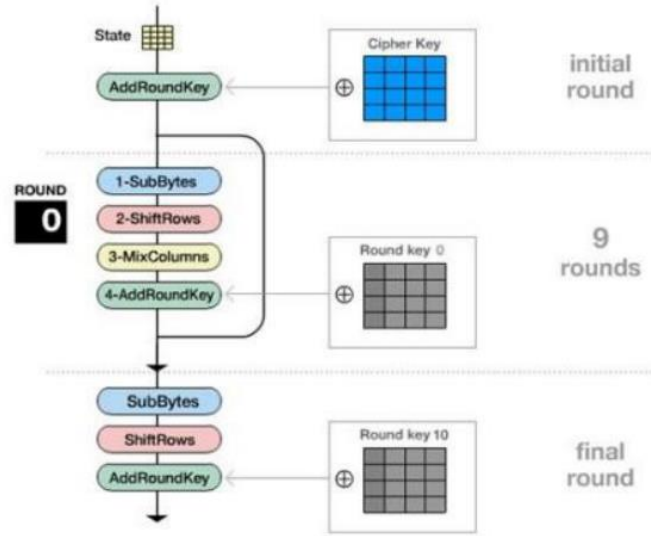 State
Cipher Key
AddRoundKey
initial
round
ROUND
0
1-SubBytes
2-ShiftRows
3-MixColumns
4-AddRoundKey
Round key 0
9
rounds
SubBytes
ShiftRows
AddRoundKey
Round key 10
final
round